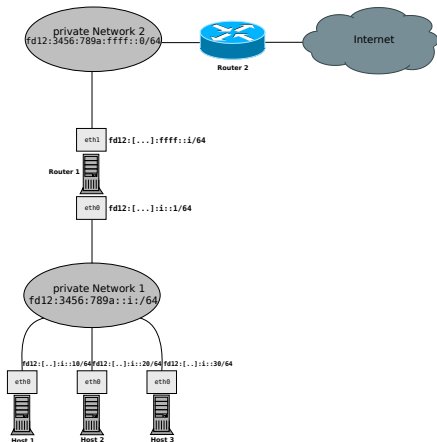 private Network 2
fd12:3456:789a:ffff::0/64
Router 2
Internet
eth1
fd12:[...]:ffff::i/64
Router 1
eth0
fd12:[...]:i::1/64
private Network 1
fd12:3456:789a::i:/64
fd12:[..]:i::10/64
fd12:[..]:i::20/64
fd12:[..]:i::30/64
eth0
eth0
eth0
Host 1
Host 2
Host 3